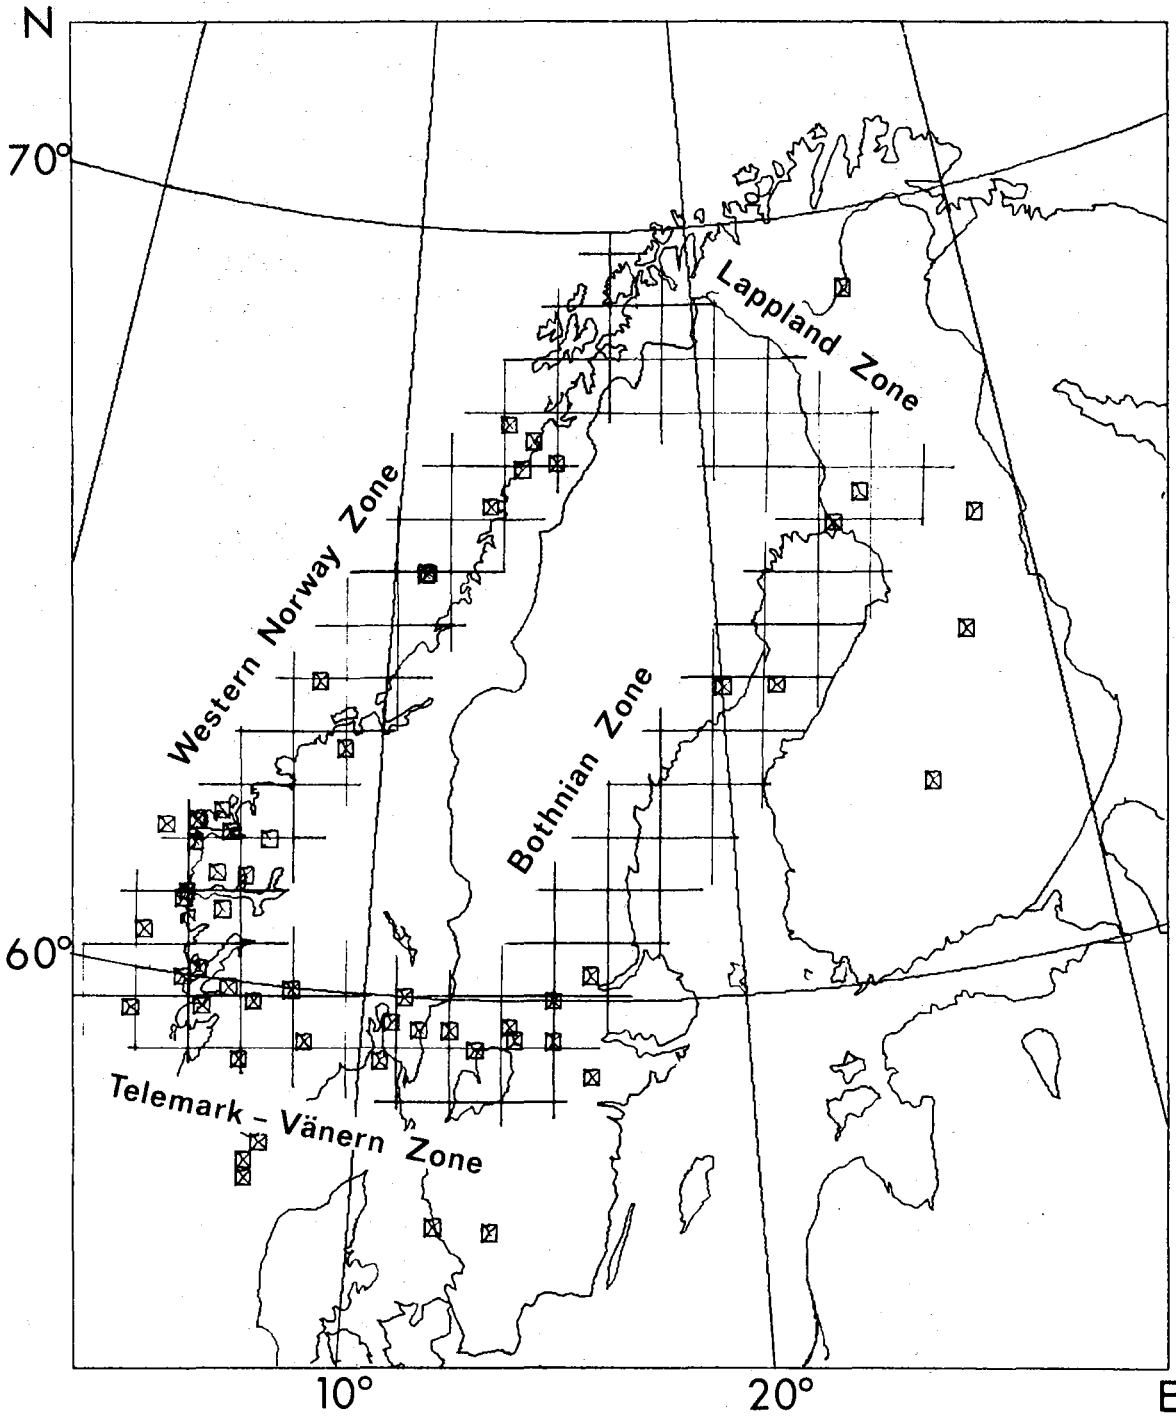 N
70°
Lappland Zone
Western Norway Zone
Bothnian Zone
60°
Telemark – Vänern Zone
10°
20°
E